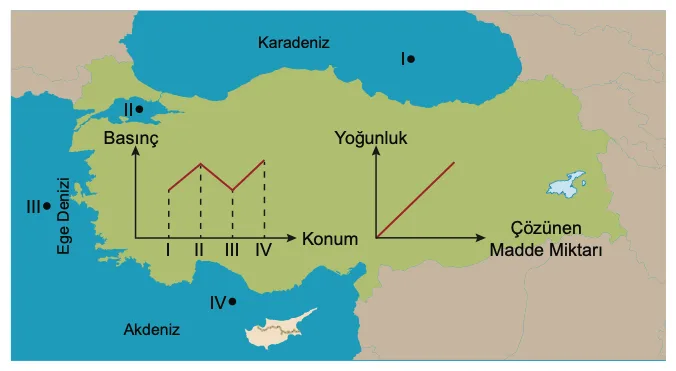 Karadeniz
I
II
Basınç
Yoğunluk
III
Ege Denizi
I II III IV
Konum
Çözünen
Madde Miktarı
IV
Akdeniz